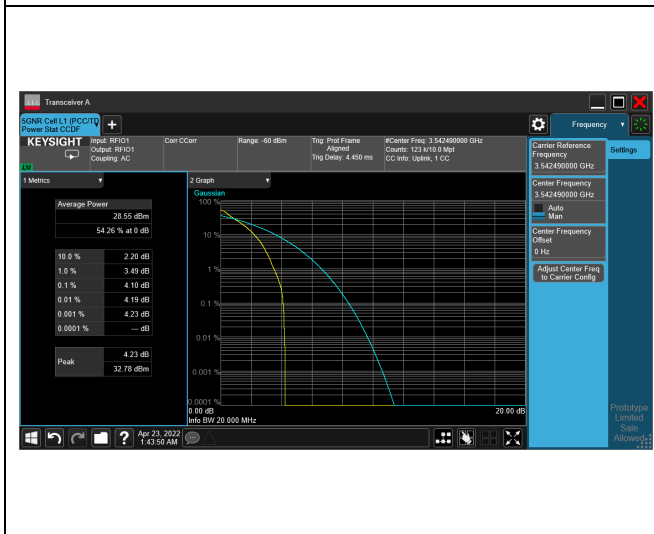 Transceiver A
5GNR Cell L1 (PCC/TD
Power Stat CCDF
Frequency
KEYSIGHT
LV
Input: RFIO1
Output: RFIO1
Coupling: AC
Corr CCorr
Range: -60 dBm
Trig: Prot Frame
Aligned
Trig Delay: 4.450 ms
#Center Freq: 3.542490000 GHz
Counts: 123 k/10.0 Mpt
CC Info: Uplink, 1 CC
1 Metrics
Average Power
28.55 dBm
54.26 % at 0 dB
10.0 % 2.20 dB
1.0 % 3.49 dB
0.1 % 4.10 dB
0.01 % 4.19 dB
0.001 % 4.23 dB
0.0001 % --- dB
Peak
4.23 dB
32.78 dBm
2 Graph
Gaussian
100 %
10 %
1 %
0.1 %
0.01 %
0.001 %
0.0001 %
0.00 dB
20.00 dB
Info BW 20.000 MHz
Carrier Reference
Frequency
3.542490000 GHz
Center Frequency
3.542490000 GHz
Auto
Man
Center Frequency
Offset
0 Hz
Adjust Center Freq
to Carrier Config
Settings
Prototype
Limited
Sale
Allowed
?
Apr 23, 2022
1:43:50 AM